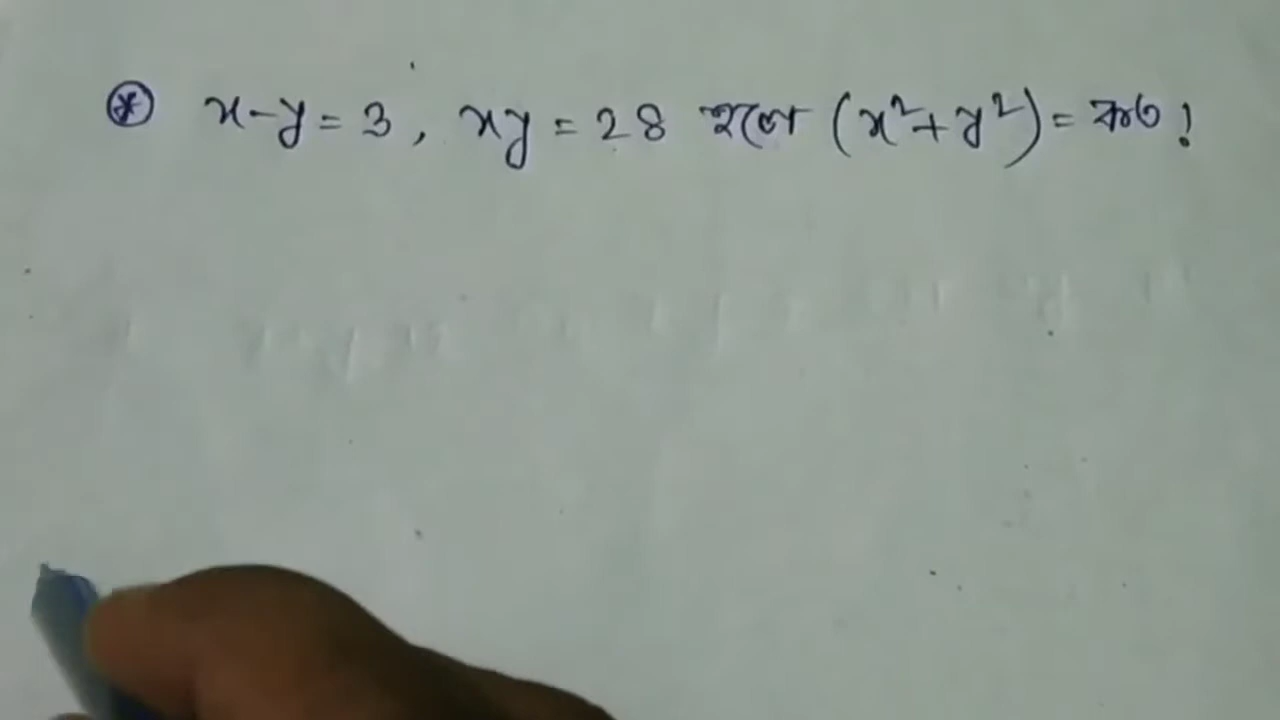 ⊛ x-y=3, xy=28 হলে (x²+y²)= কত?